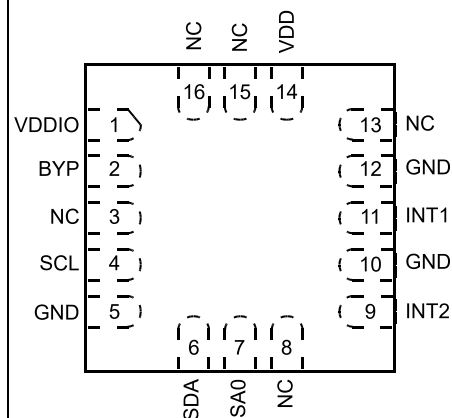 NC NC VDD
16 15 14
VDDIO 1 13 NC
BYP 2 12 GND
NC 3 11 INT1
SCL 4 10 GND
GND 5 9 INT2
6 7 8
SDA SA0 NC